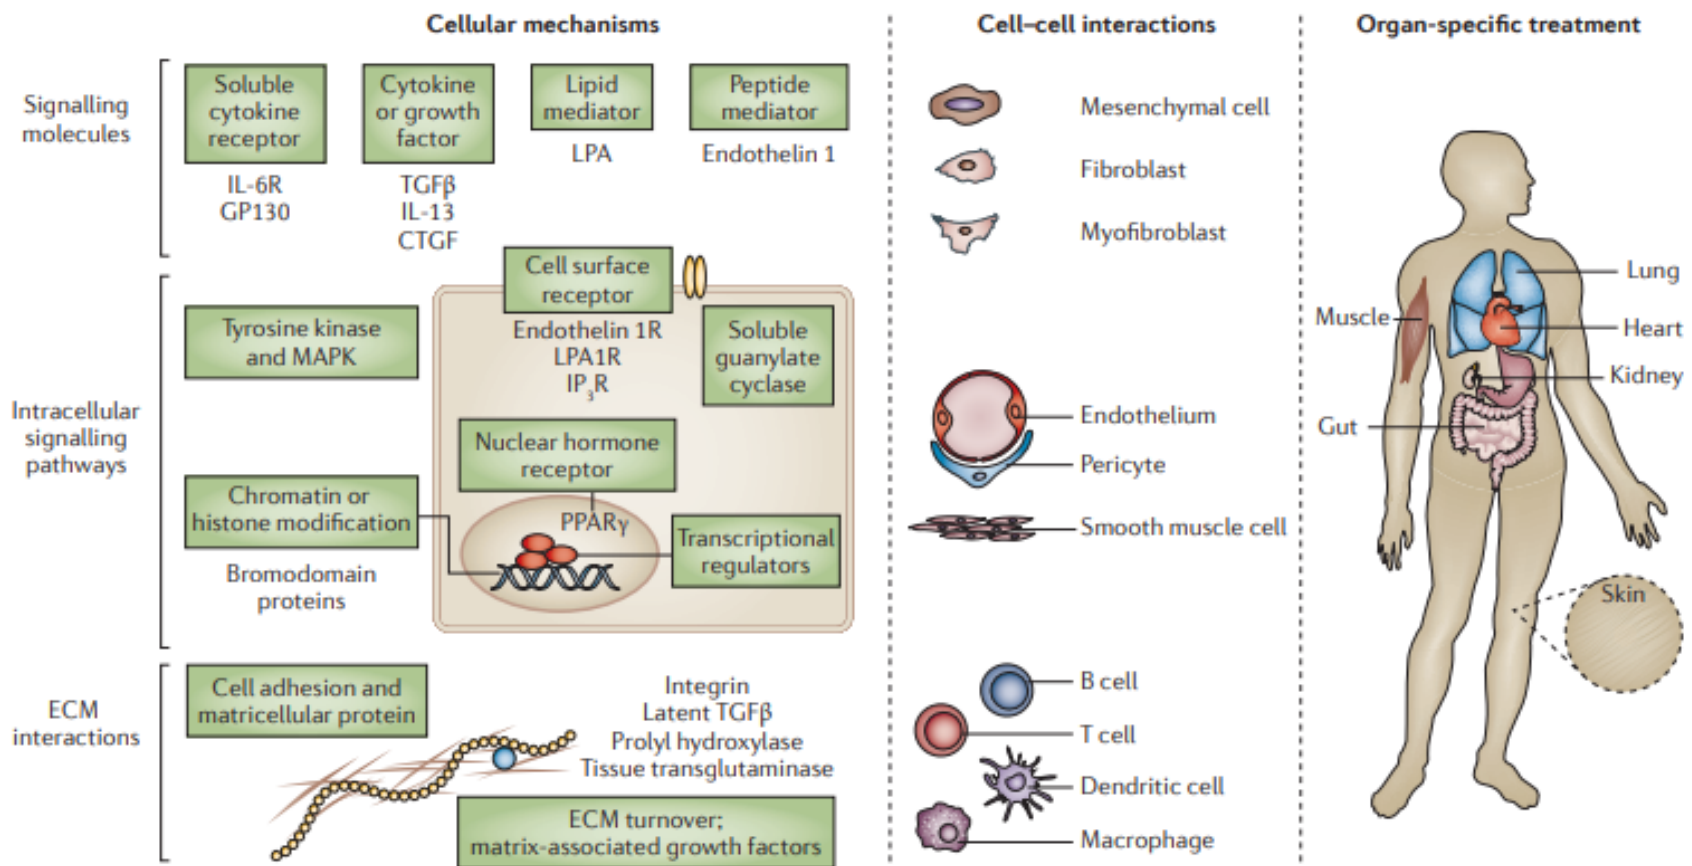 Cellular mechanisms
Signalling
molecules
Soluble
cytokine
receptor
IL-6R
GP130
Cytokine
or growth
factor
TGFβ
IL-13
CTGF
Lipid
mediator
LPA
Peptide
mediator
Endothelin 1
Intracellular
signalling
pathways
Tyrosine kinase
and MAPK
Cell surface
receptor
Endothelin 1R
LPA1R
IP₃R
Soluble
guanylate
cyclase
Nuclear hormone
receptor
PPARγ
Chromatin or
histone modification
Bromodomain
proteins
Transcriptional
regulators
ECM
interactions
Cell adhesion and
matricellular protein
Integrin
Latent TGFβ
Prolyl hydroxylase
Tissue transglutaminase
ECM turnover;
matrix-associated growth factors
Cell–cell interactions
Mesenchymal cell
Fibroblast
Myofibroblast
Endothelium
Pericyte
Smooth muscle cell
B cell
T cell
Dendritic cell
Macrophage
Organ-specific treatment
Lung
Muscle
Heart
Kidney
Gut
Skin